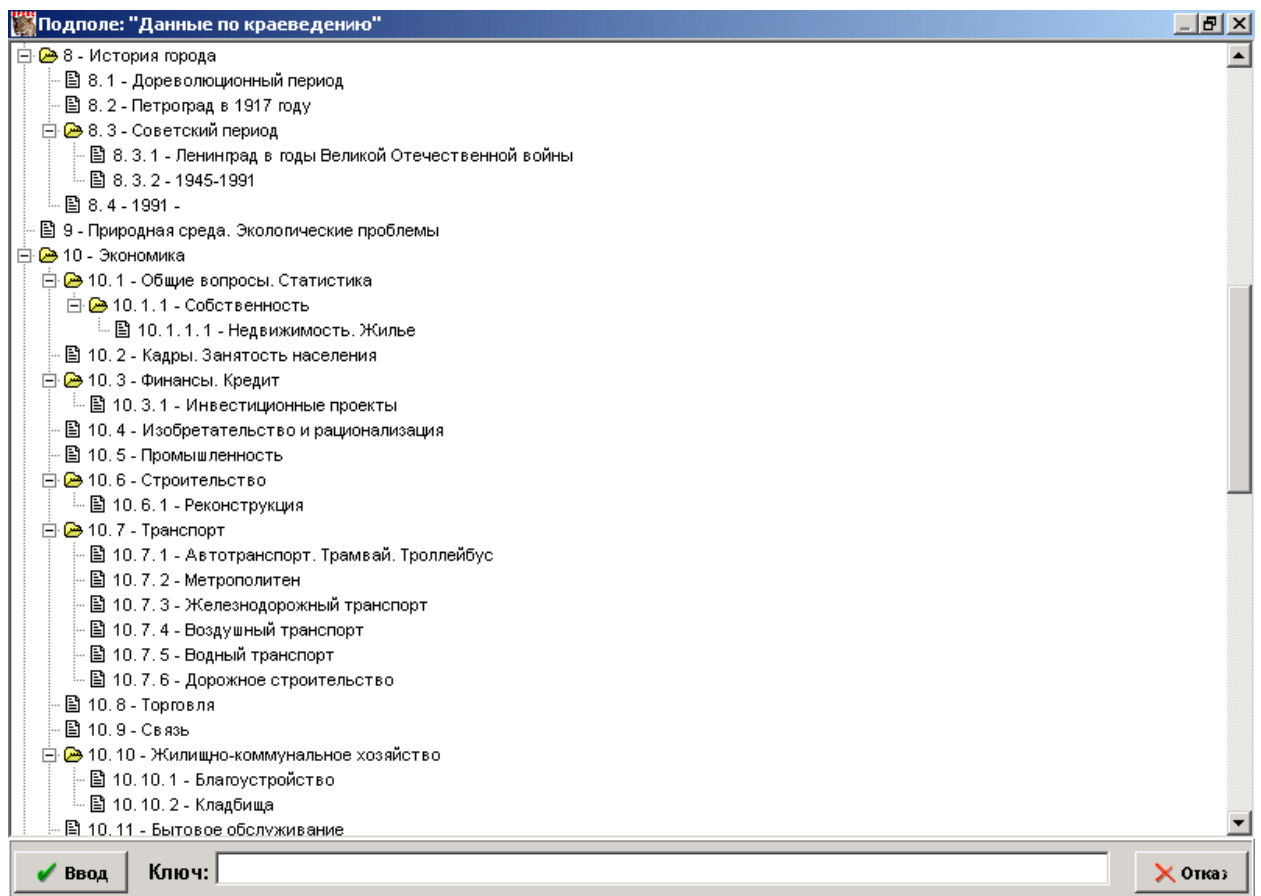 Подполе: "Данные по краеведению"
8 - История города
8. 1 - Дореволюционный период
8. 2 - Петроград в 1917 году
8. 3 - Советский период
8. 3. 1 - Ленинград в годы Великой Отечественной войны
8. 3. 2 - 1945-1991
8. 4 - 1991 -
9 - Природная среда. Экологические проблемы
10 - Экономика
10. 1 - Общие вопросы. Статистика
10. 1. 1 - Собственность
10. 1. 1. 1 - Недвижимость. Жилье
10. 2 - Кадры. Занятость населения
10. 3 - Финансы. Кредит
10. 3. 1 - Инвестиционные проекты
10. 4 - Изобретательство и рационализация
10. 5 - Промышленность
10. 6 - Строительство
10. 6. 1 - Реконструкция
10. 7 - Транспорт
10. 7. 1 - Автотранспорт. Трамвай. Троллейбус
10. 7. 2 - Метрополитен
10. 7. 3 - Железнодорожный транспорт
10. 7. 4 - Воздушный транспорт
10. 7. 5 - Водный транспорт
10. 7. 6 - Дорожное строительство
10. 8 - Торговля
10. 9 - Связь
10. 10 - Жилищно-коммунальное хозяйство
10. 10. 1 - Благоустройство
10. 10. 2 - Кладбища
10. 11 - Бытовое обслуживание
Ввод Ключ: Отказ